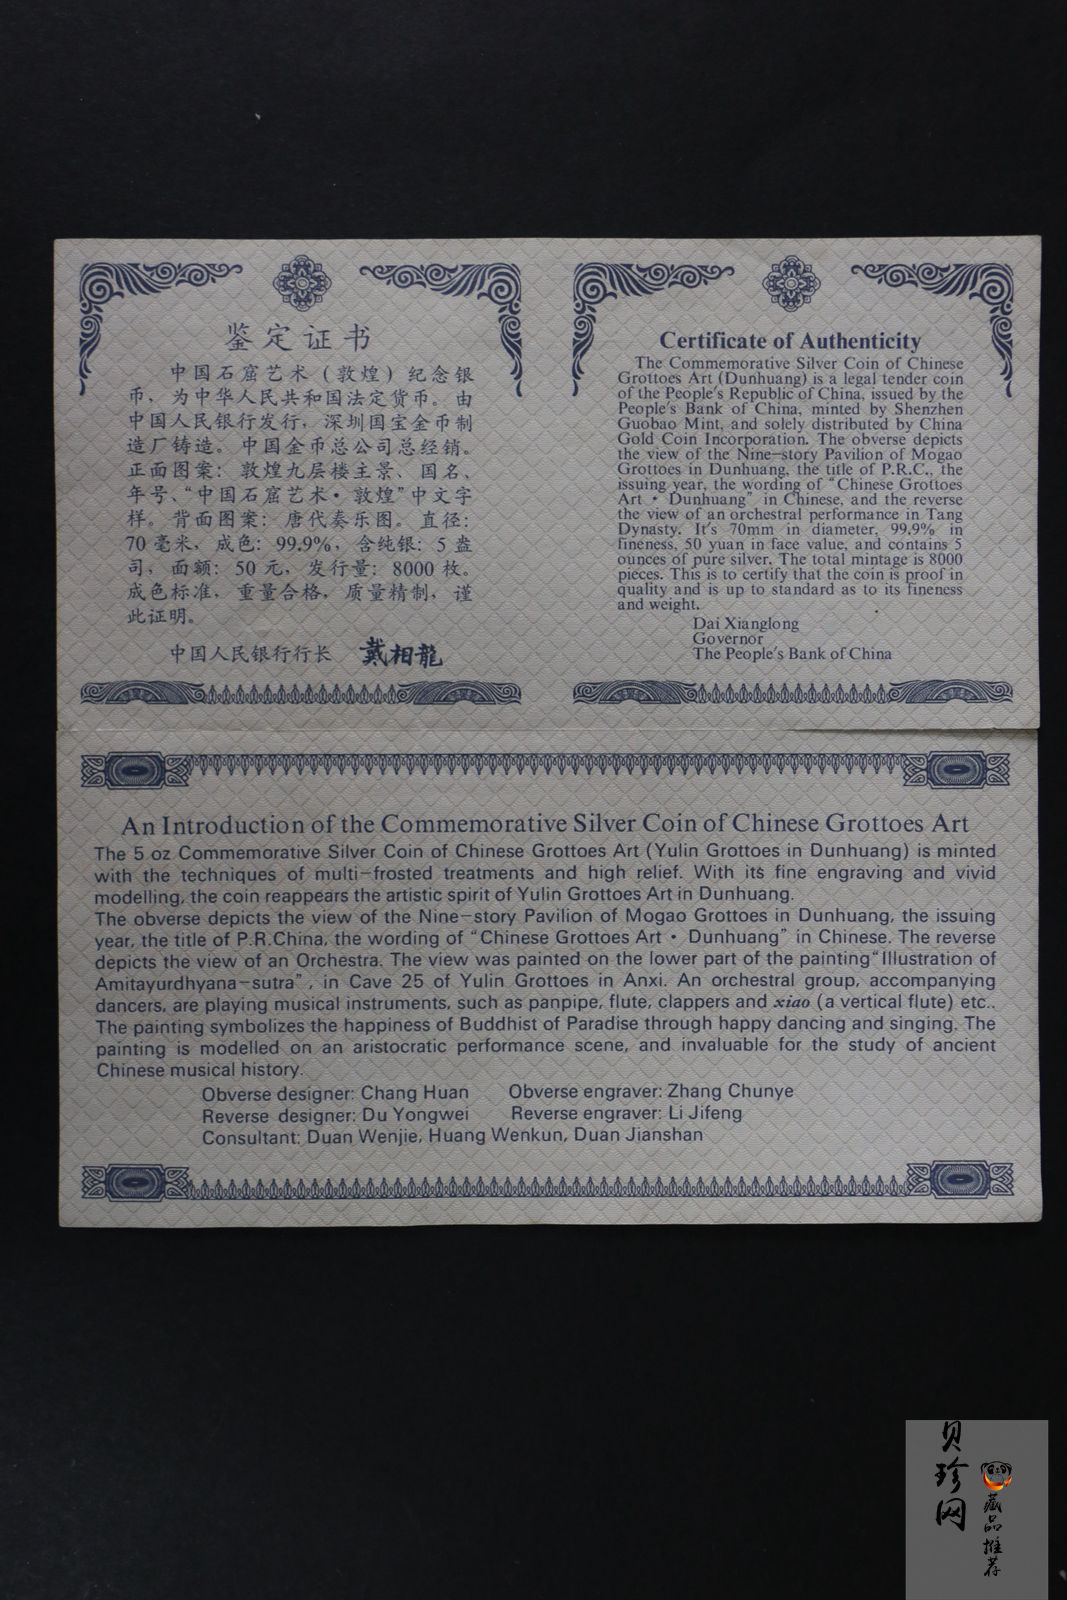 鉴定证书
中国石窟艺术（敦煌）纪念银
币，为中华人民共和国法定货币。由
中国人民银行发行，深圳国宝金币制
造厂铸造。中国金币总公司总经销。
正面图案：敦煌九层楼主景、国名、
年号、“中国石窟艺术·敦煌”中文字
样。背面图案：唐代奏乐图。直径：
70毫米，成色：99.9%，含纯银：5盎
司，面额：50元，发行量：8000枚。
成色标准，重量合格，质量精制，谨
此证明。
中国人民银行行长 戴相龍
Certificate of Authenticity
The Commemorative Silver Coin of Chinese
Grottoes Art (Dunhuang) is a legal tender coin
of the People's Republic of China, issued by the
People's Bank of China, minted by Shenzhen
Guobao Mint, and solely distributed by China
Gold Coin Incorporation. The obverse depicts
the view of the Nine-story Pavilion of Mogao
Grottoes in Dunhuang, the title of P.R.C., the
issuing year, the wording of "Chinese Grottoes
Art · Dunhuang" in Chinese, and the reverse
the view of an orchestral performance in Tang
Dynasty. It's 70mm in diameter, 99.9% in
fineness, 50 yuan in face value, and contains 5
ounces of pure silver. The total mintage is 8000
pieces. This is to certify that the coin is proof in
quality and is up to standard as to its fineness
and weight.
Dai Xianglong
Governor
The People's Bank of China
An Introduction of the Commemorative Silver Coin of Chinese Grottoes Art
The 5 oz Commemorative Silver Coin of Chinese Grottoes Art (Yulin Grottoes in Dunhuang) is minted
with the techniques of multi-frosted treatments and high relief. With its fine engraving and vivid
modelling, the coin reappears the artistic spirit of Yulin Grottoes Art in Dunhuang.
The obverse depicts the view of the Nine-story Pavilion of Mogao Grottoes in Dunhuang, the issuing
year, the title of P.R.China, the wording of "Chinese Grottoes Art · Dunhuang" in Chinese. The reverse
depicts the view of an Orchestra. The view was painted on the lower part of the painting "Illustration of
Amitayurdhyana-sutra", in Cave 25 of Yulin Grottoes in Anxi. An orchestral group, accompanying
dancers, are playing musical instruments, such as panpipe, flute, clappers and xiao (a vertical flute) etc..
The painting symbolizes the happiness of Buddhist of Paradise through happy dancing and singing. The
painting is modelled on an aristocratic performance scene, and invaluable for the study of ancient
Chinese musical history.
Obverse designer: Chang Huan Obverse engraver: Zhang Chunye
Reverse designer: Du Yongwei Reverse engraver: Li Jifeng
Consultant: Duan Wenjie, Huang Wenkun, Duan Jianshan
贝珍网
藏品推荐